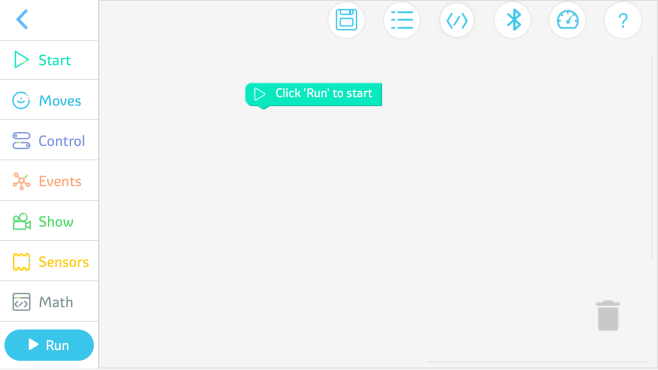 Click 'Run' to start
Start
Moves
Control
Events
Show
Sensors
Math
Run
?